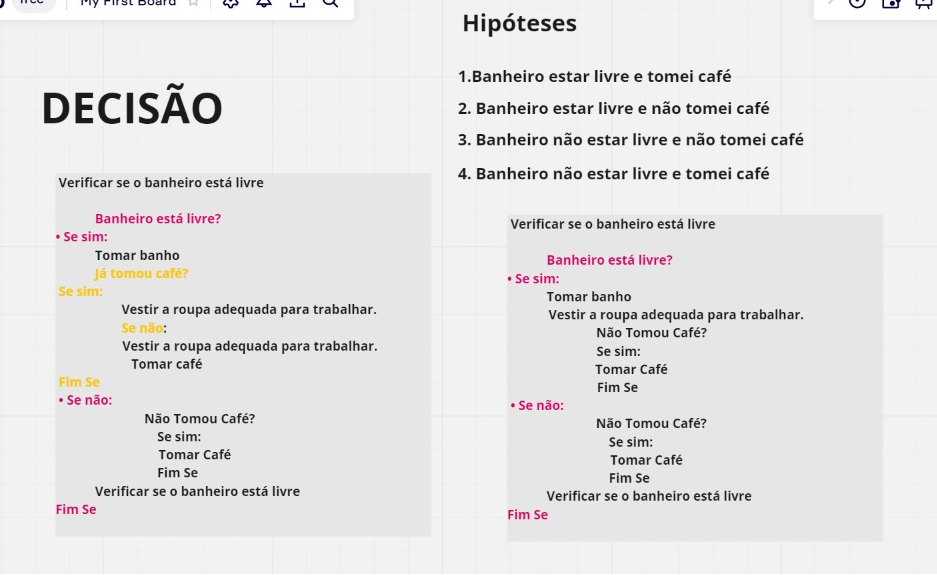 free
My First Board
DECISÃO
Verificar se o banheiro está livre
Banheiro está livre?
• Se sim:
Tomar banho
Já tomou café?
Se sim:
Vestir a roupa adequada para trabalhar.
Se não:
Vestir a roupa adequada para trabalhar.
Tomar café
Fim Se
• Se não:
Não Tomou Café?
Se sim:
Tomar Café
Fim Se
Verificar se o banheiro está livre
Fim Se
Hipóteses
1.Banheiro estar livre e tomei café
2. Banheiro estar livre e não tomei café
3. Banheiro não estar livre e não tomei café
4. Banheiro não estar livre e tomei café
Verificar se o banheiro está livre
Banheiro está livre?
• Se sim:
Tomar banho
Vestir a roupa adequada para trabalhar.
Não Tomou Café?
Se sim:
Tomar Café
Fim Se
• Se não:
Não Tomou Café?
Se sim:
Tomar Café
Fim Se
Verificar se o banheiro está livre
Fim Se